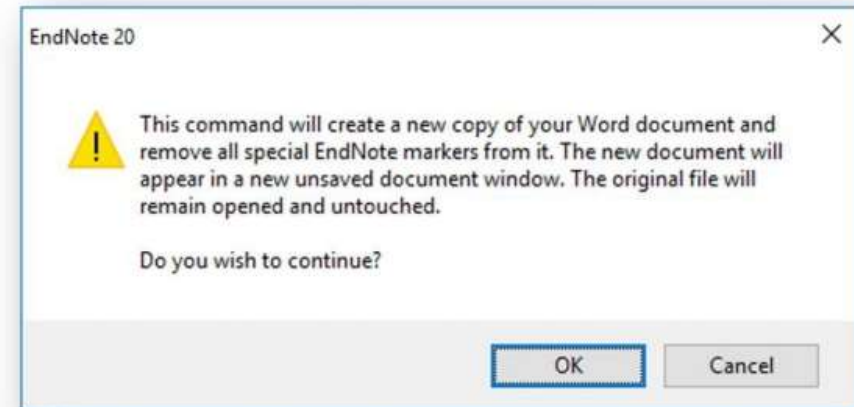 EndNote 20
This command will create a new copy of your Word document and
remove all special EndNote markers from it. The new document will
appear in a new unsaved document window. The original file will
remain opened and untouched.
Do you wish to continue?
OK
Cancel